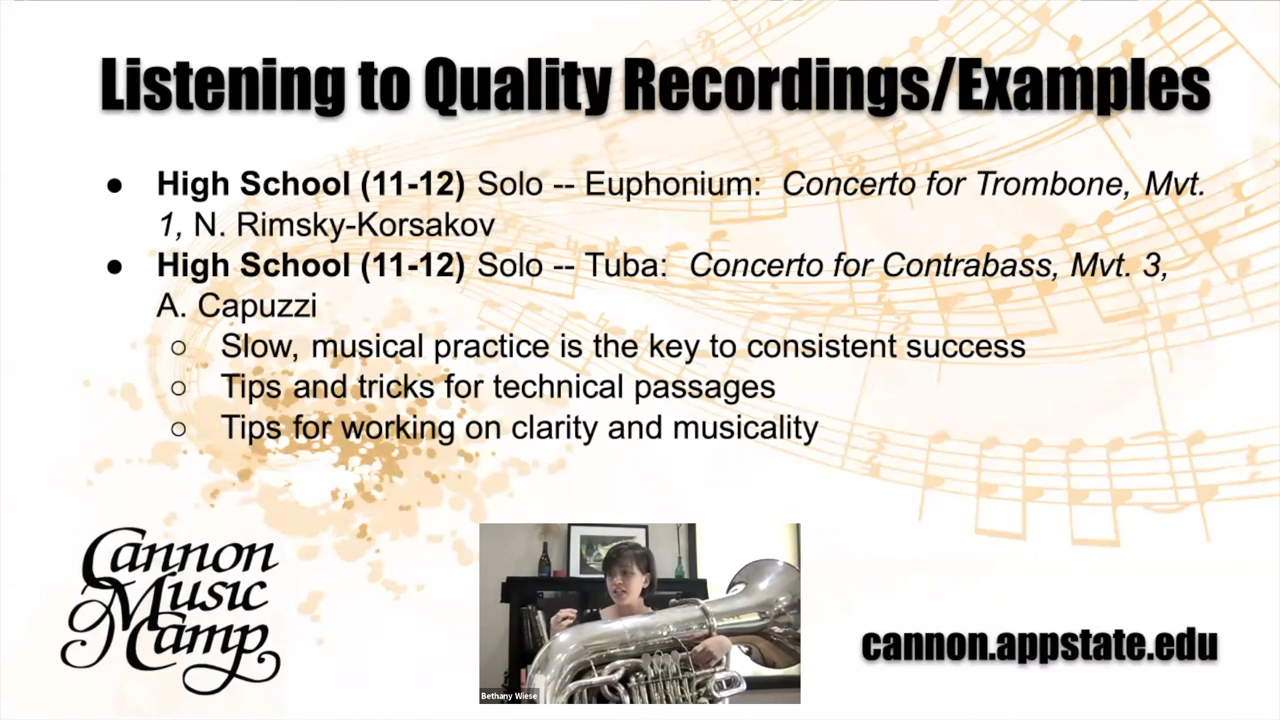 Listening to Quality Recordings/Examples
● High School (11-12) Solo -- Euphonium: Concerto for Trombone, Mvt.
1, N. Rimsky-Korsakov
● High School (11-12) Solo -- Tuba: Concerto for Contrabass, Mvt. 3,
A. Capuzzi
○ Slow, musical practice is the key to consistent success
○ Tips and tricks for technical passages
○ Tips for working on clarity and musicality
Cannon
Music
Camp
Bethany Wiese
cannon.appstate.edu